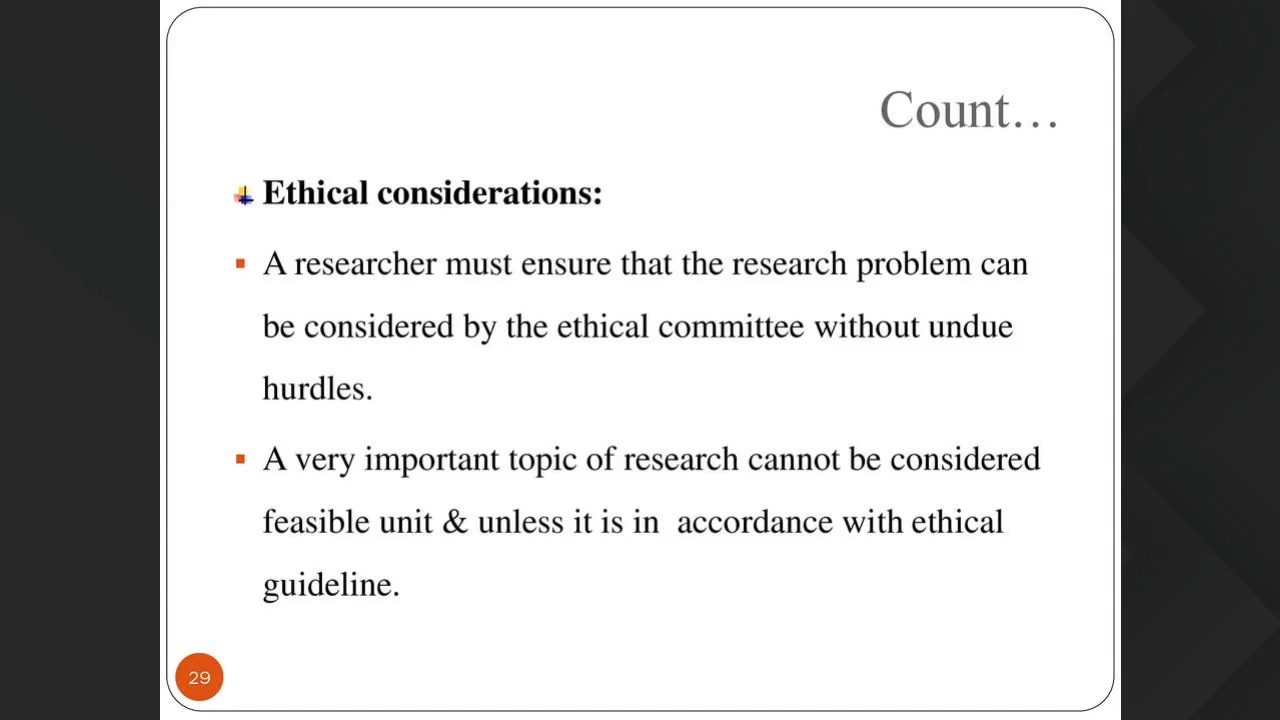 Count…
Ethical considerations:
A researcher must ensure that the research problem can
be considered by the ethical committee without undue
hurdles.
A very important topic of research cannot be considered
feasible unit & unless it is in  accordance with ethical
guideline.
29